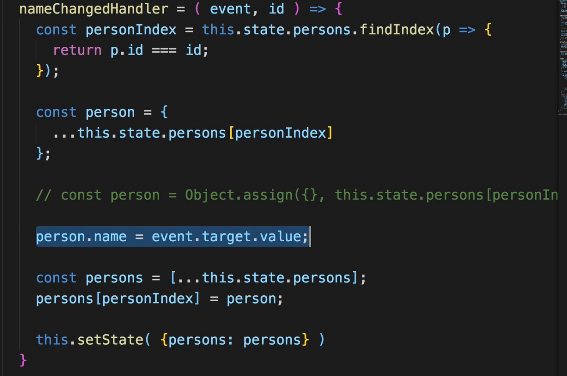 nameChangedHandler = ( event, id ) => {
const personIndex = this.state.persons.findIndex(p => {
return p.id === id;
});
const person = {
...this.state.persons[personIndex]
};
// const person = Object.assign({}, this.state.persons[personIn
person.name = event.target.value;
const persons = [...this.state.persons];
persons[personIndex] = person;
this.setState( {persons: persons} )
}